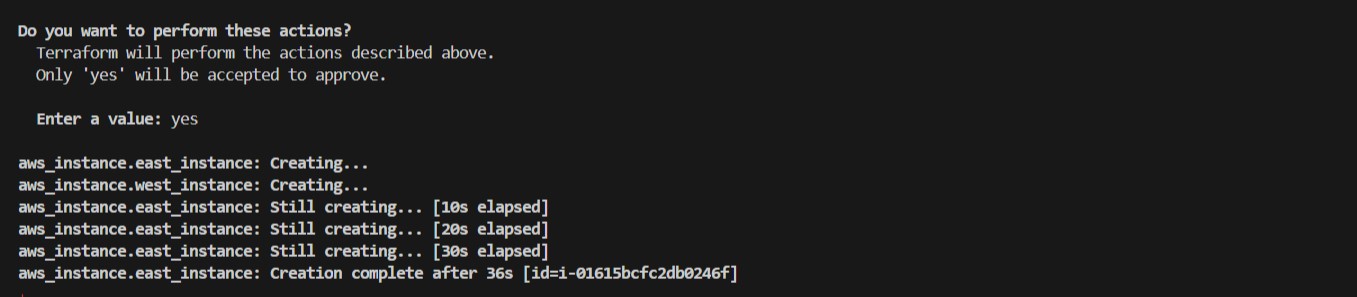 Do you want to perform these actions?
Terraform will perform the actions described above.
Only 'yes' will be accepted to approve.
Enter a value: yes
aws_instance.east_instance: Creating...
aws_instance.west_instance: Creating...
aws_instance.east_instance: Still creating... [10s elapsed]
aws_instance.east_instance: Still creating... [20s elapsed]
aws_instance.east_instance: Still creating... [30s elapsed]
aws_instance.east_instance: Creation complete after 36s [id=i-01615bcfc2db0246f]